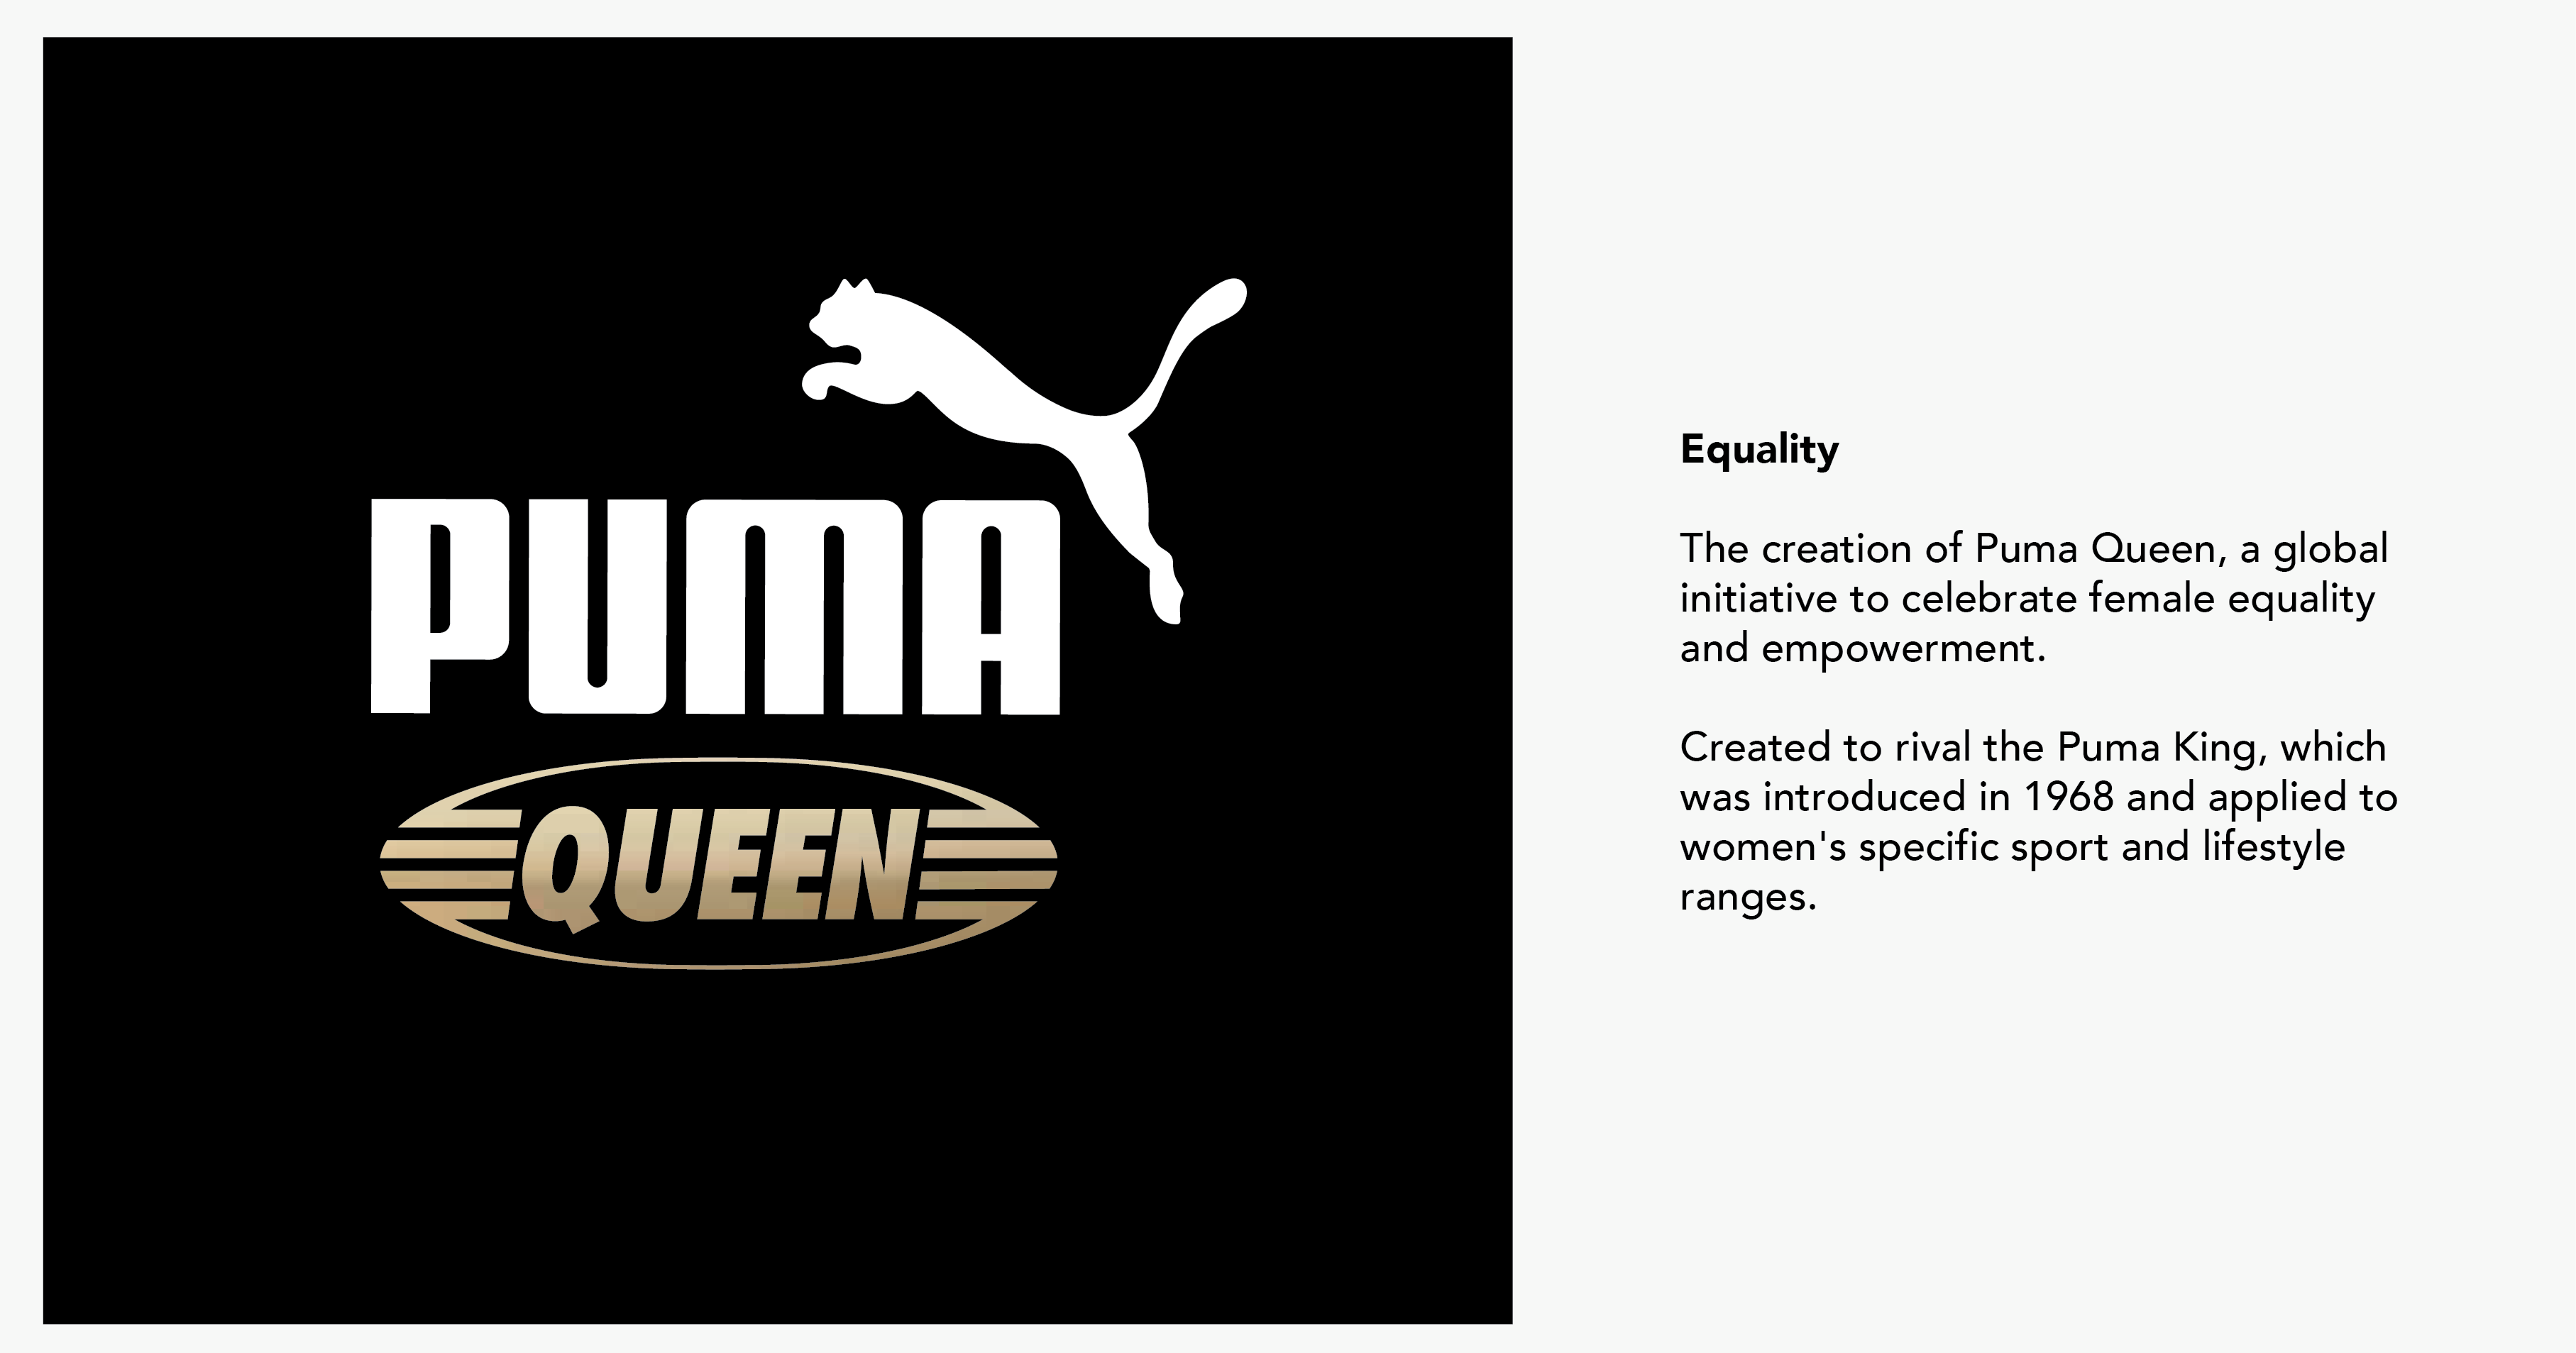 PUMA
QUEEN
Equality
The creation of Puma Queen, a global
initiative to celebrate female equality
and empowerment.
Created to rival the Puma King, which
was introduced in 1968 and applied to
women's specific sport and lifestyle
ranges.